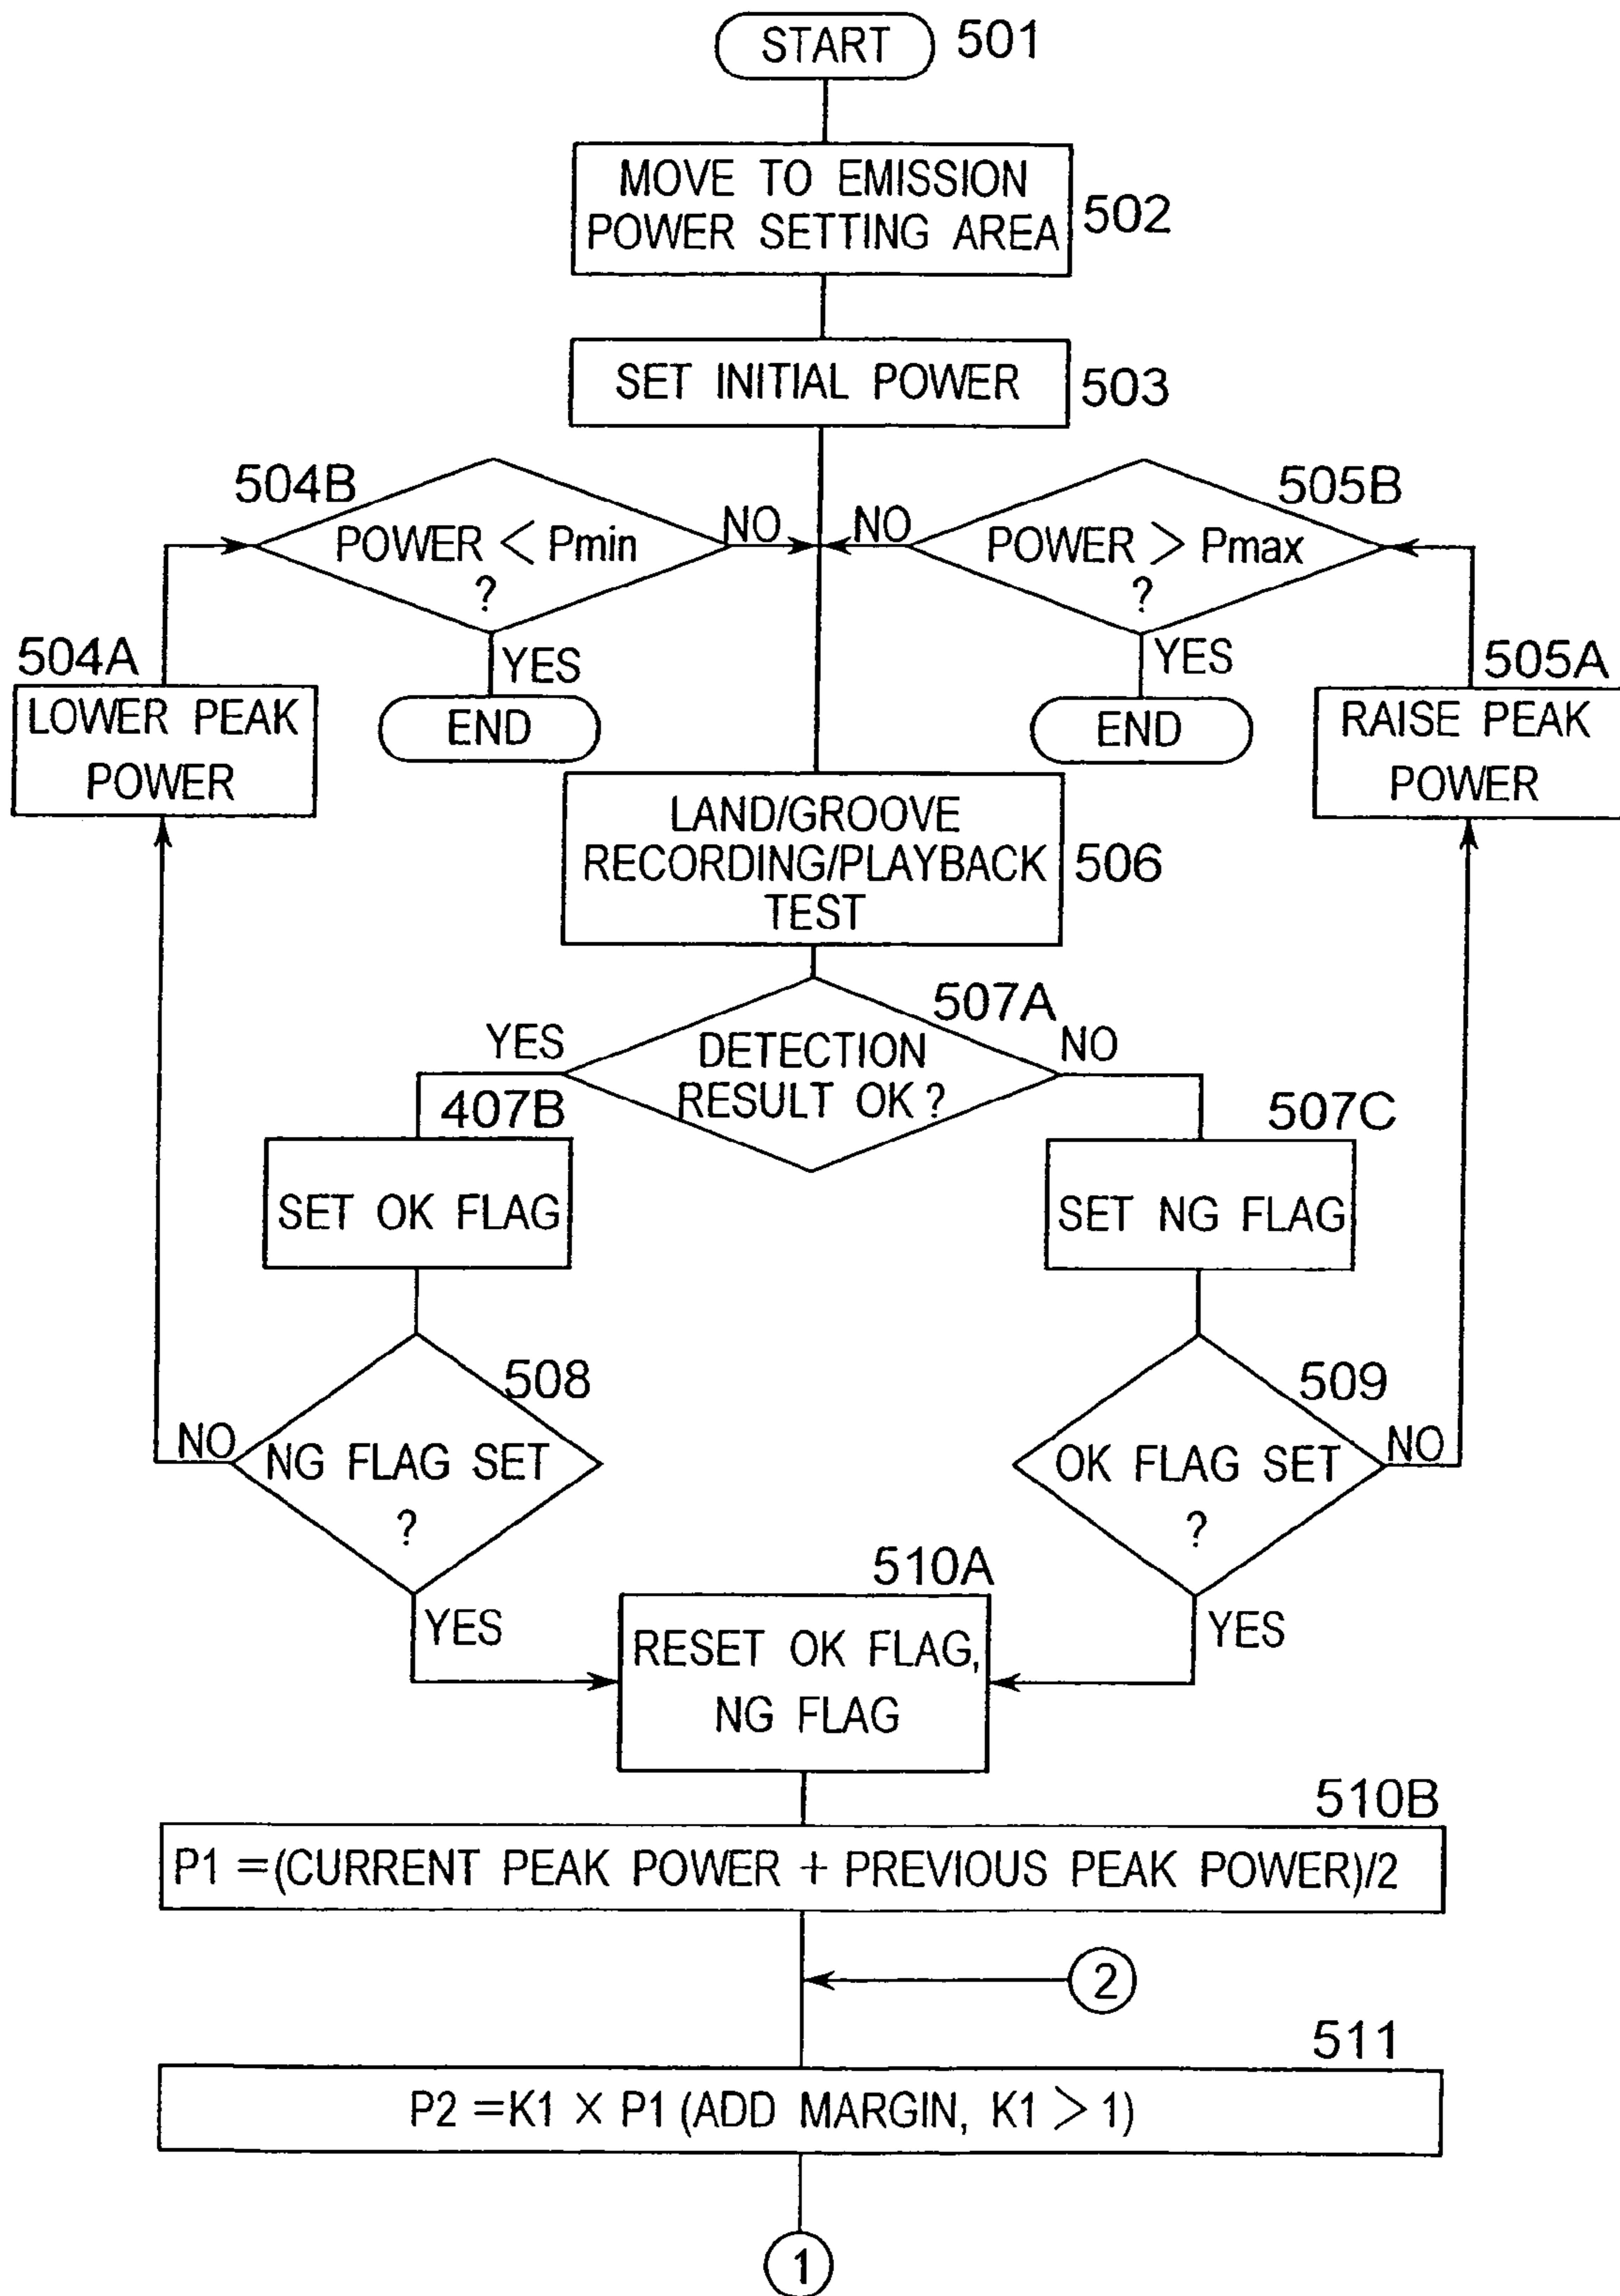 START 501
MOVE TO EMISSION
POWER SETTING AREA
502
SET INITIAL POWER 503
504B
POWER < Pmin
?
NO
YES
END
505B
POWER > Pmax
?
NO
YES
END
504A
LOWER PEAK
POWER
505A
RAISE PEAK
POWER
LAND/GROOVE
RECORDING/PLAYBACK
TEST
506
507A
DETECTION
RESULT OK?
YES
NO
407B
SET OK FLAG
507C
SET NG FLAG
508
NG FLAG SET
?
NO
YES
509
OK FLAG SET
?
NO
YES
510A
RESET OK FLAG,
NG FLAG
510B
P1 =(CURRENT PEAK POWER + PREVIOUS PEAK POWER)/2
2
511
P2 =K1 × P1 (ADD MARGIN, K1 > 1)
1